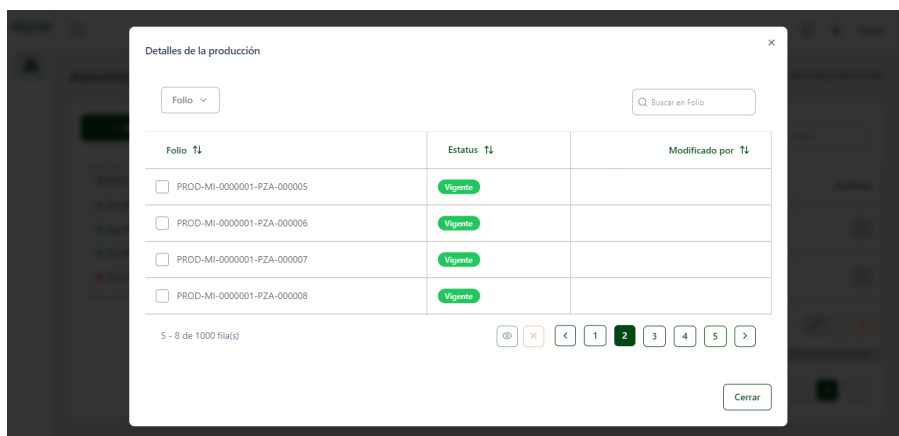 Detalles de la producción
Folio
Buscar en Folio
Folio Estatus Modificado por
PROD-MI-0000001-PZA-000005 Vigente
PROD-MI-0000001-PZA-000006 Vigente
PROD-MI-0000001-PZA-000007 Vigente
PROD-MI-0000001-PZA-000008 Vigente
5 - 8 de 1000 fila(s) 1 2 3 4 5
Cerrar